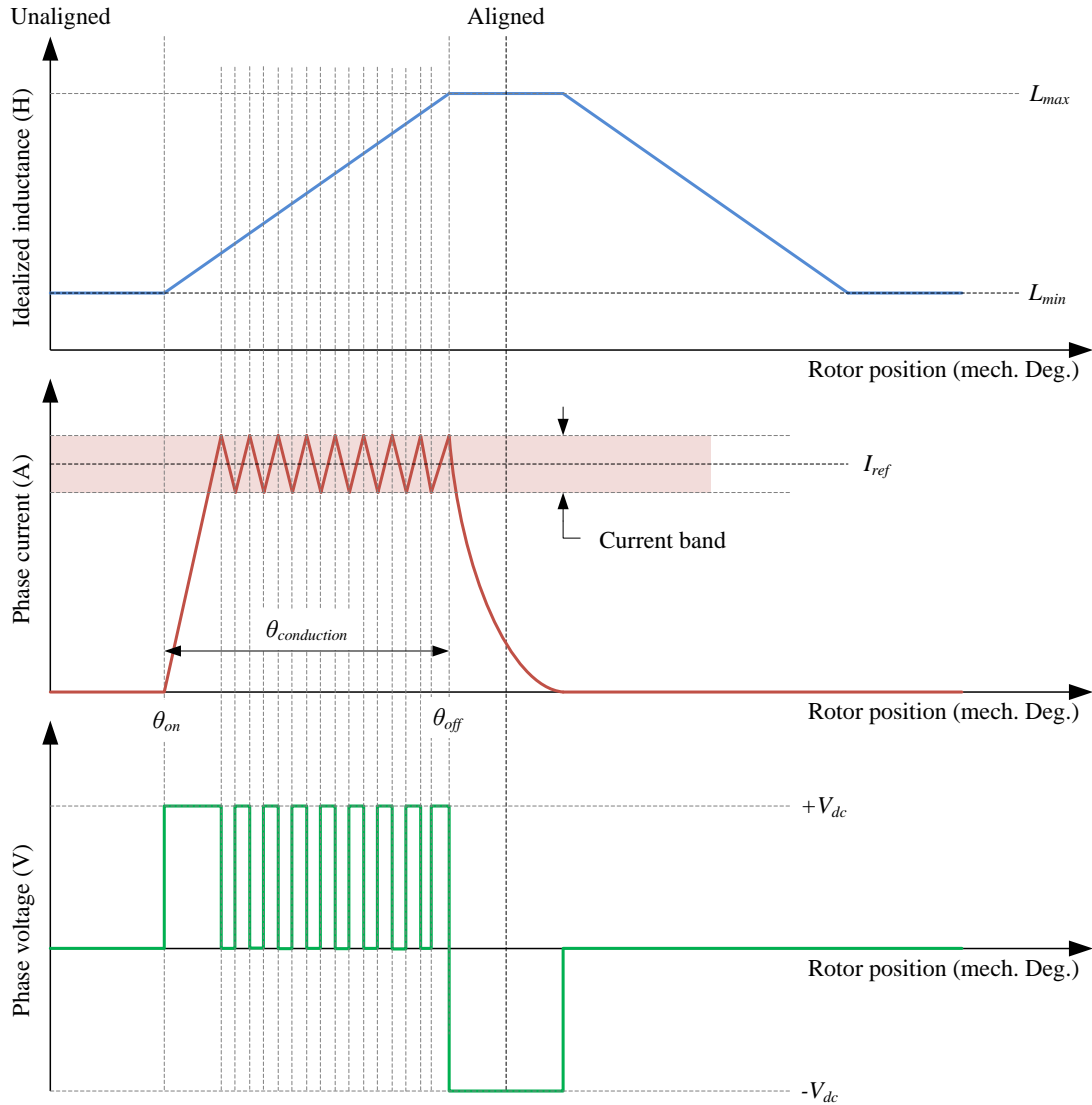 Unaligned
Aligned
Idealized inductance (H)
L_max
L_min
Rotor position (mech. Deg.)
Phase current (A)
I_ref
Current band
θ_conduction
θ_on
θ_off
Rotor position (mech. Deg.)
Phase voltage (V)
+V_dc
Rotor position (mech. Deg.)
-V_dc